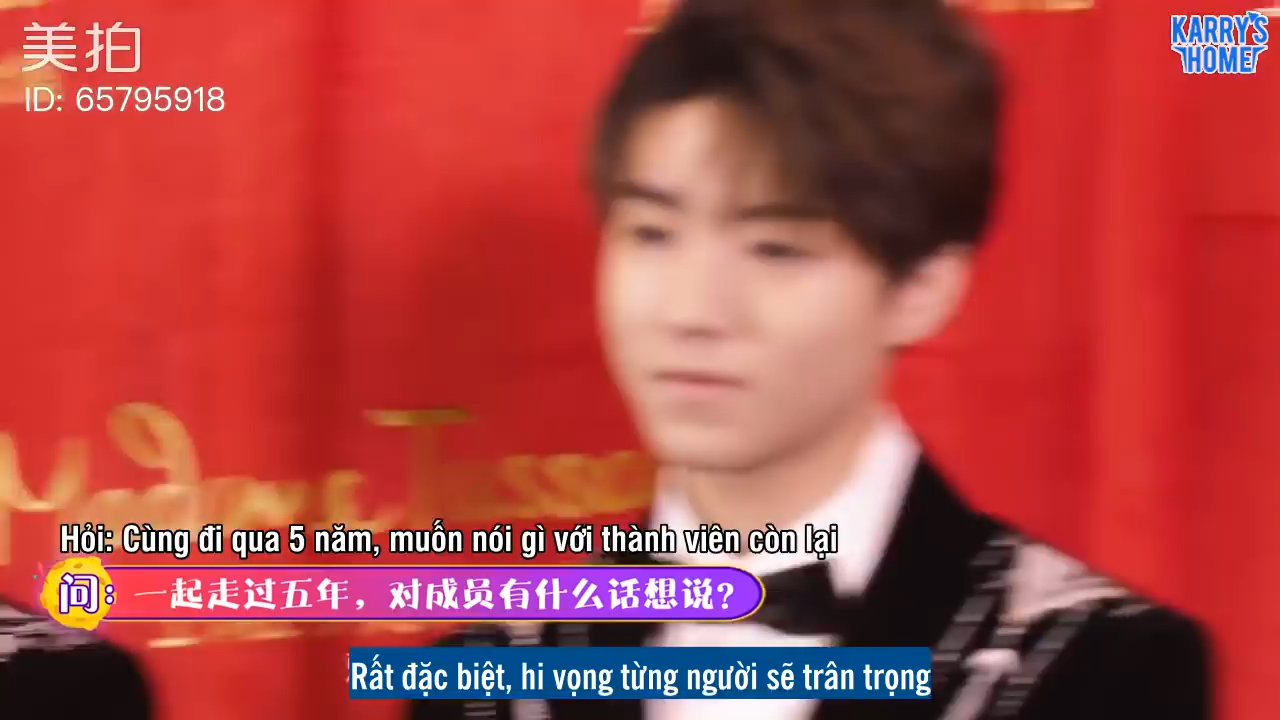 美拍
ID: 65795918
KARRY'S
HOME
Hỏi: Cùng đi qua 5 năm, muốn nói gì với thành viên còn lại
问: 一起走过五年，对成员有什么话想说?
Rất đặc biệt, hi vọng từng người sẽ trân trọng